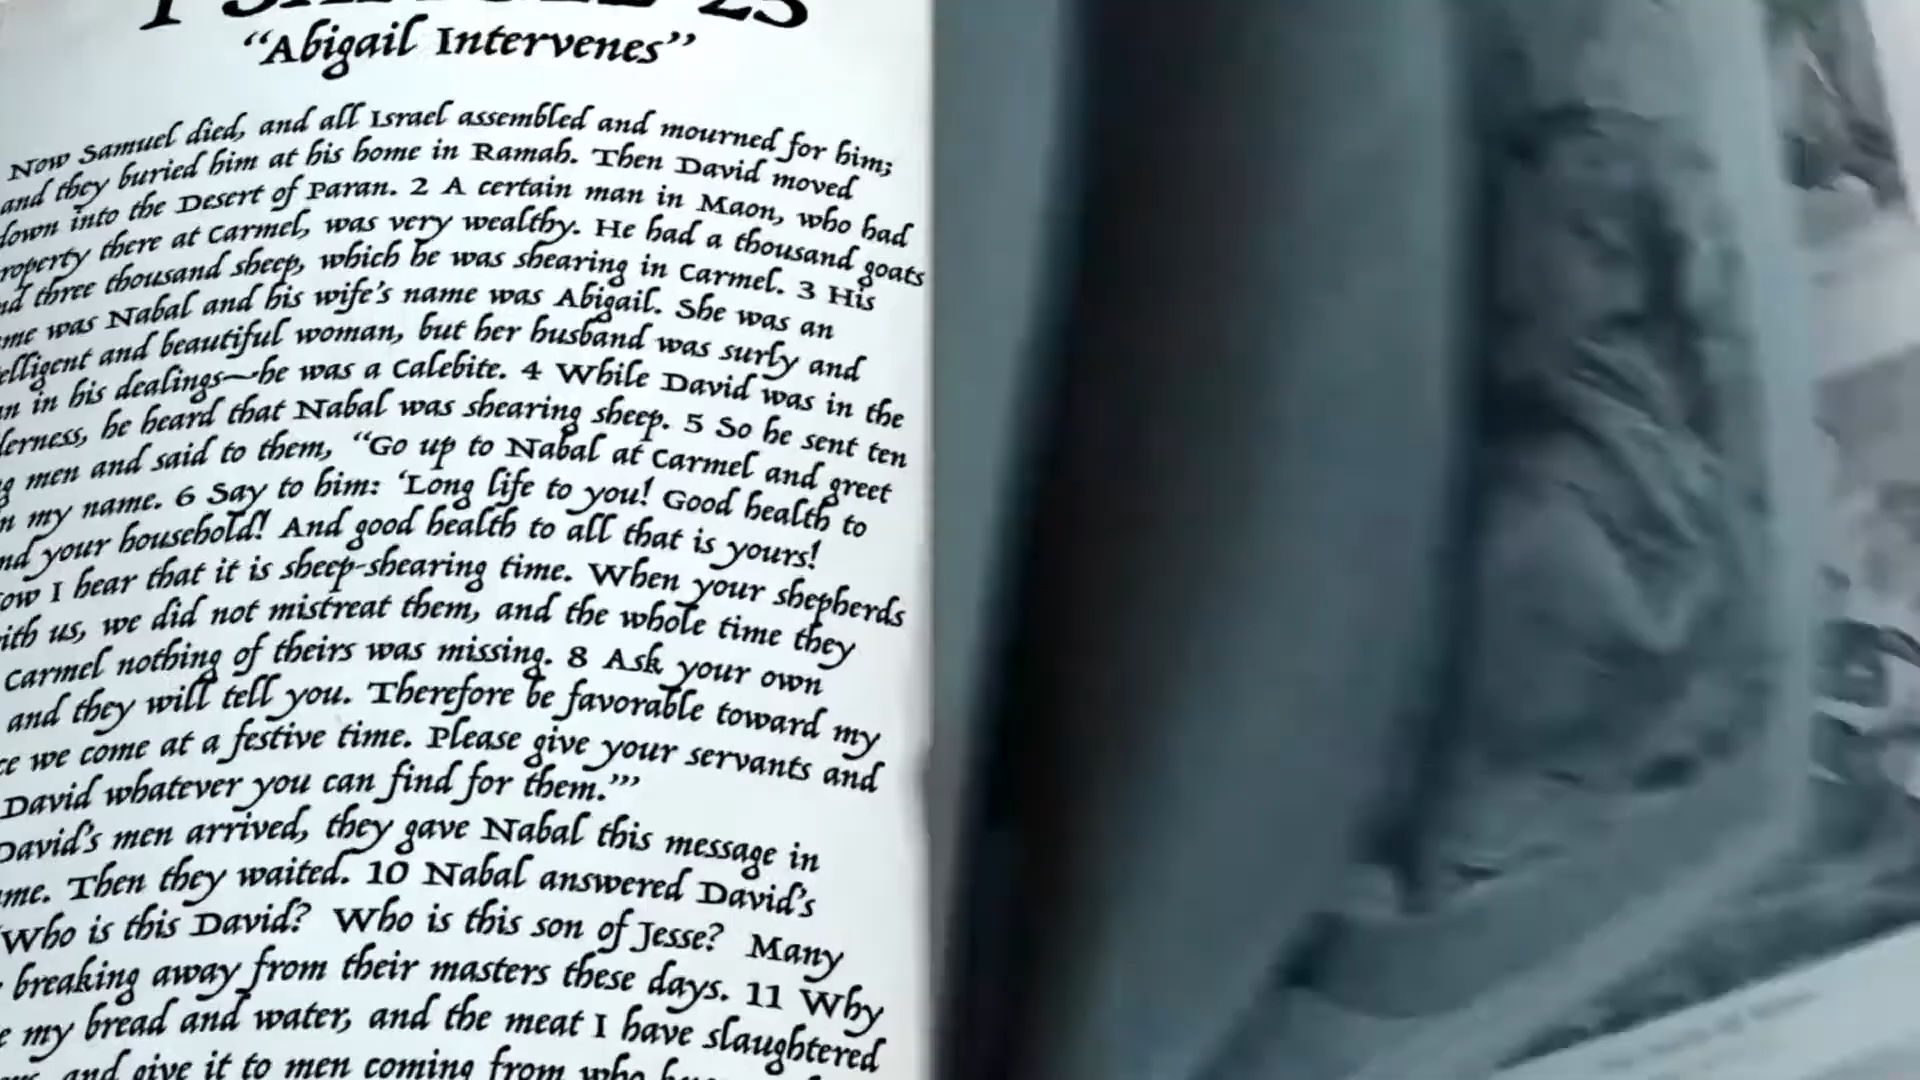 25
“Abigail Intervenes”
Now Samuel died, and all Israel assembled and mourned for him;
and they buried him at his home in Ramah. Then David moved
down into the Desert of Paran. 2 A certain man in Maon, who had
roperty there at Carmel, was very wealthy. He had a thousand goats
nd three thousand sheep, which he was shearing in Carmel. 3 His
me was Nabal and his wife’s name was Abigail. She was an
elligent and beautiful woman, but her husband was surly and
an in his dealings—he was a Calebite. 4 While David was in the
derness, he heard that Nabal was shearing sheep. 5 So he sent ten
g men and said to them, “Go up to Nabal at Carmel and greet
n my name. 6 Say to him: ‘Long life to you! Good health to
nd your household! And good health to all that is yours!
ow I hear that it is sheep-shearing time. When your shepherds
ith us, we did not mistreat them, and the whole time they
Carmel nothing of theirs was missing. 8 Ask your own
and they will tell you. Therefore be favorable toward my
ce we come at a festive time. Please give your servants and
David whatever you can find for them.’”
David’s men arrived, they gave Nabal this message in
ame. Then they waited. 10 Nabal answered David’s
“Who is this David? Who is this son of Jesse? Many
breaking away from their masters these days. 11 Why
e my bread and water, and the meat I have slaughtered
and give it to men coming from who